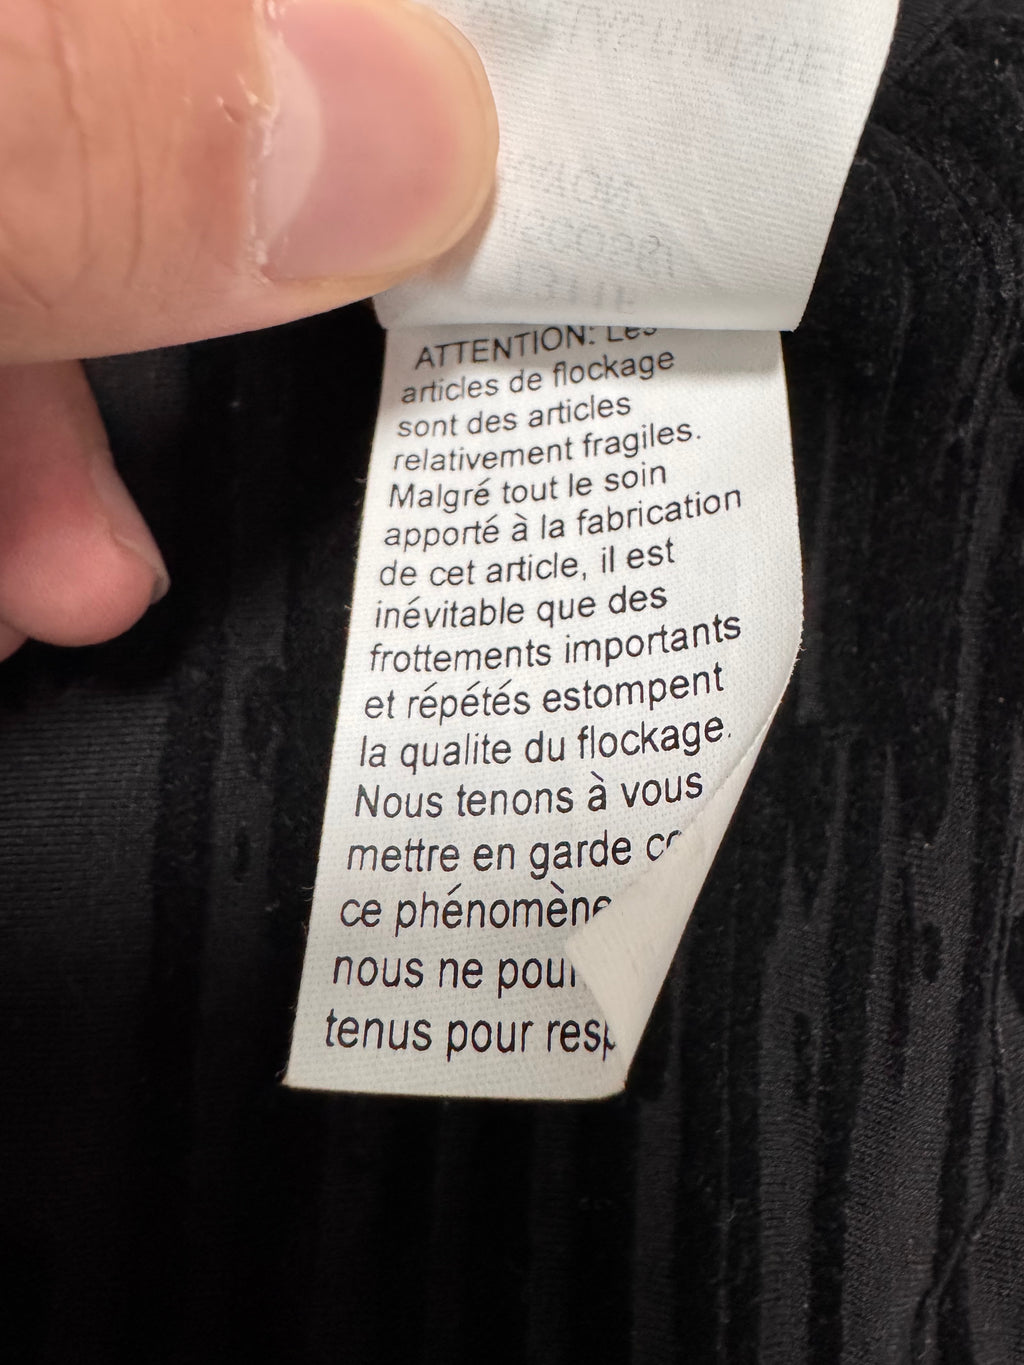 ATTENTION: Les
articles de flockage
sont des articles
relativement fragiles.
Malgré tout le soin
apporté à la fabrication
de cet article, il est
inévitable que des
frottements importants
et répétés estompent
la qualite du flockage.
Nous tenons à vous
mettre en garde
ce phénomène
nous ne
tenus pour